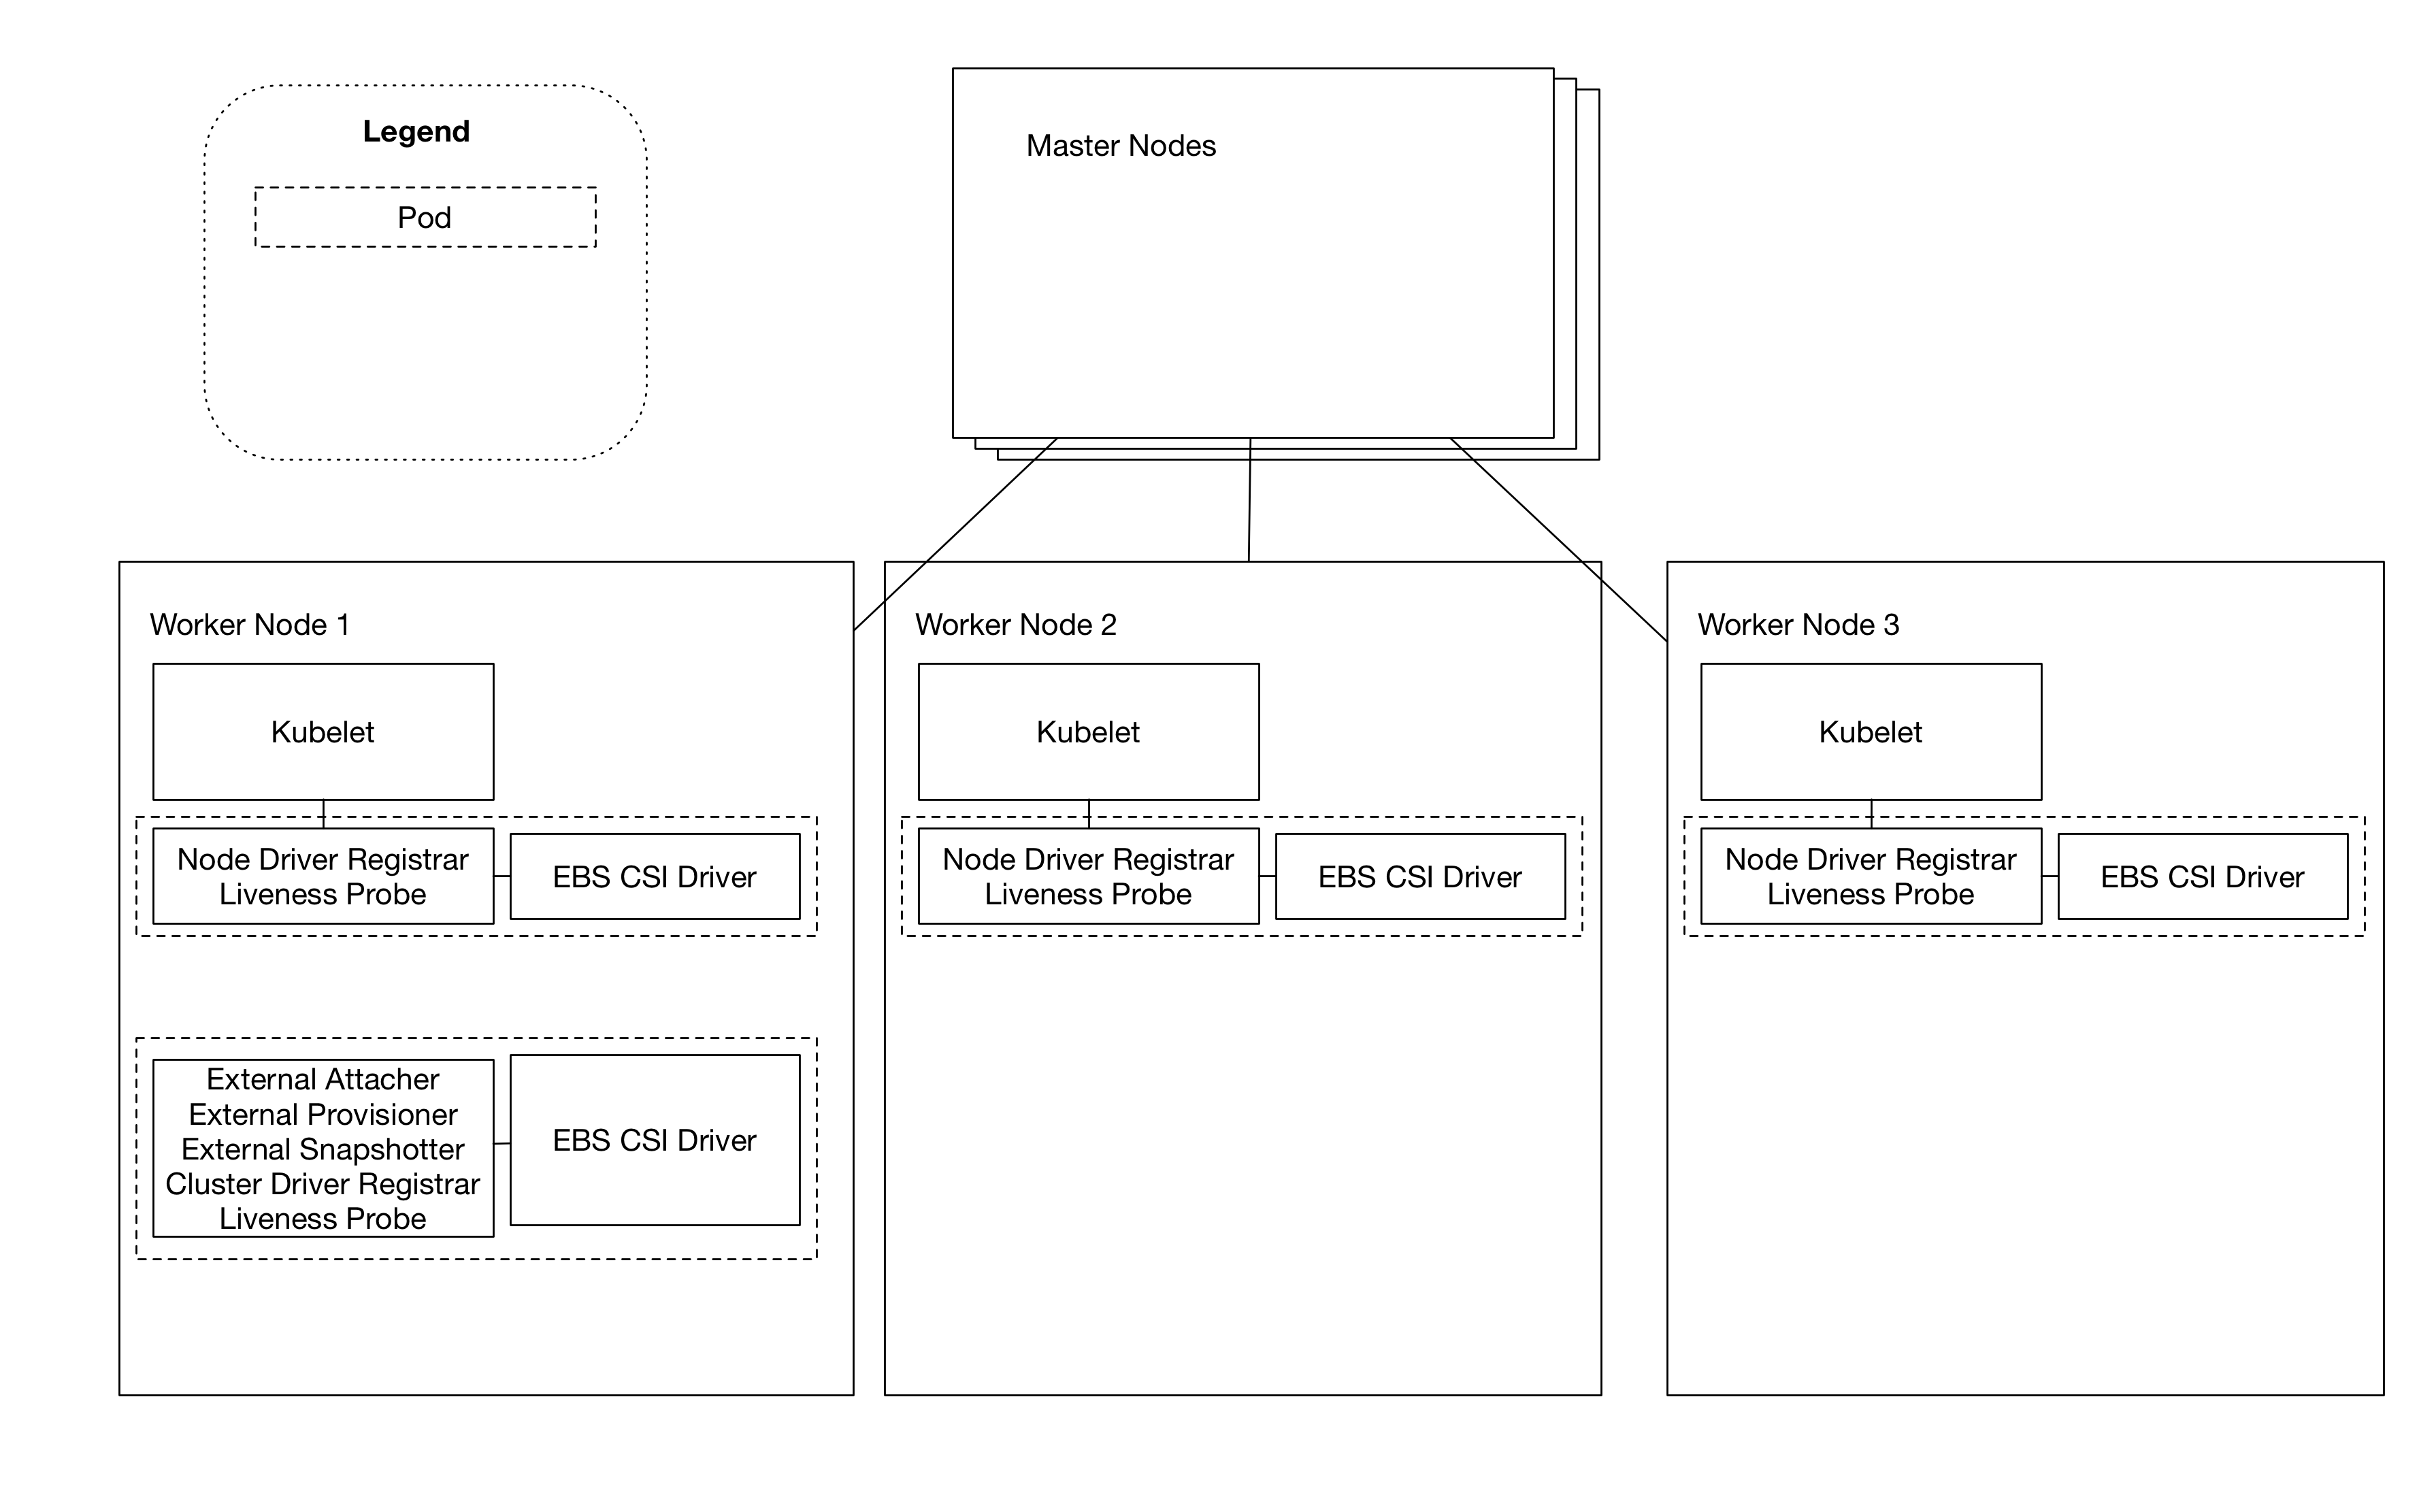 Legend
Pod
Master Nodes
Worker Node 1
Kubelet
Node Driver Registrar
Liveness Probe
EBS CSI Driver
External Attacher
External Provisioner
External Snapshotter
Cluster Driver Registrar
Liveness Probe
EBS CSI Driver
Worker Node 2
Kubelet
Node Driver Registrar
Liveness Probe
EBS CSI Driver
Worker Node 3
Kubelet
Node Driver Registrar
Liveness Probe
EBS CSI Driver